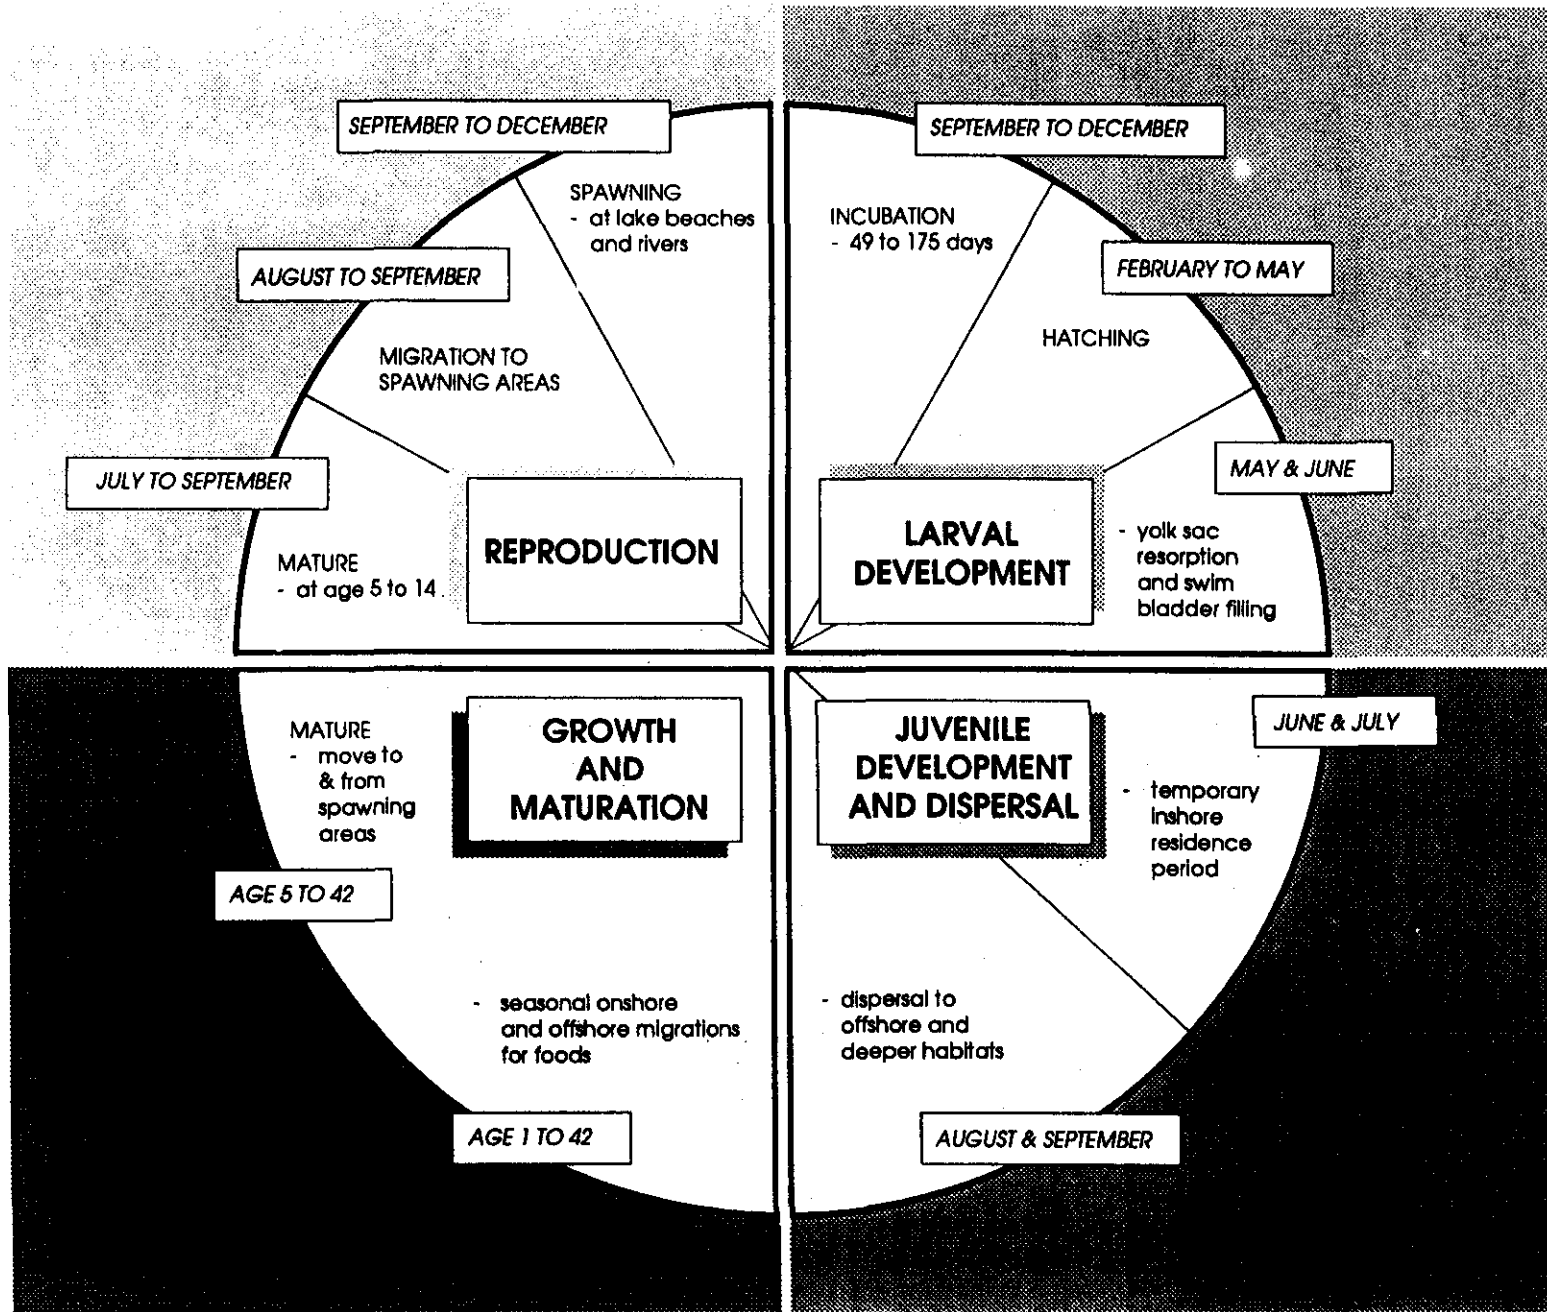 SEPTEMBER TO DECEMBER
SPAWNING
- at lake beaches
and rivers
AUGUST TO SEPTEMBER
MIGRATION TO
SPAWNING AREAS
JULY TO SEPTEMBER
MATURE
- at age 5 to 14
REPRODUCTION
SEPTEMBER TO DECEMBER
INCUBATION
- 49 to 175 days
FEBRUARY TO MAY
HATCHING
MAY & JUNE
- yolk sac
resorption
and swim
bladder filling
LARVAL
DEVELOPMENT
MATURE
- move to
& from
spawning
areas
GROWTH
AND
MATURATION
AGE 5 TO 42
- seasonal onshore
and offshore migrations
for foods
AGE 1 TO 42
JUVENILE
DEVELOPMENT
AND DISPERSAL
JUNE & JULY
- temporary
inshore
residence
period
- dispersal to
offshore and
deeper habitats
AUGUST & SEPTEMBER